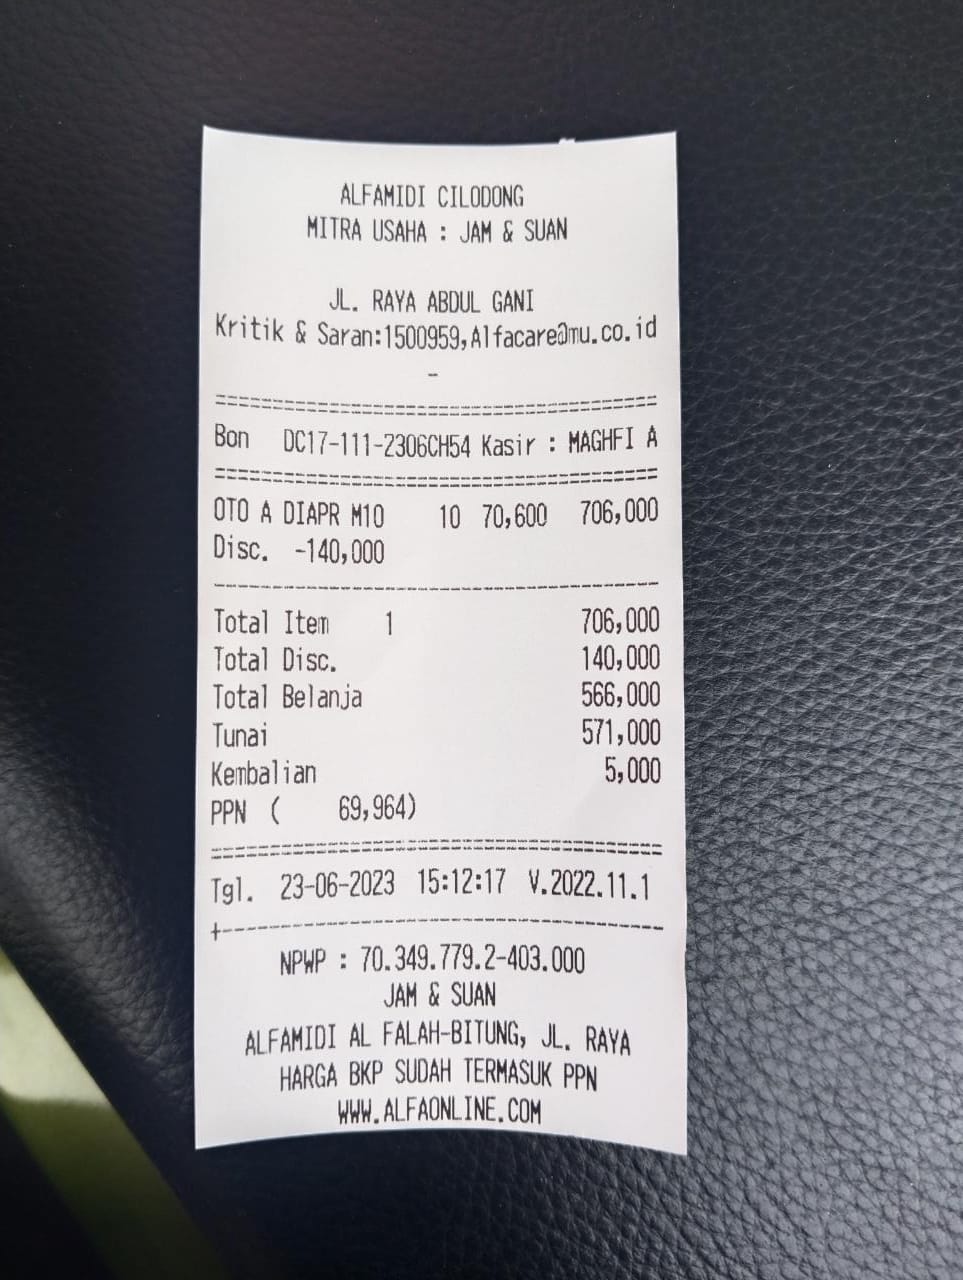 ALFAMIDI CILODONG
MITRA USAHA : JAM & SUAN
JL. RAYA ABDUL GANI
Kritik & Saran:1500959,Alfacare@mu.co.id
-
Bon DC17-111-2306CH54 Kasir : MAGHFI A
OTO A DIAPR M10 10 70,600 706,000
Disc. -140,000
Total Item 1 706,000
Total Disc. 140,000
Total Belanja 566,000
Tunai 571,000
Kembalian 5,000
PPN ( 69,964)
Tgl. 23-06-2023 15:12:17 V.2022.11.1
NPWP : 70.349.779.2-403.000
JAM & SUAN
ALFAMIDI AL FALAH-BITUNG, JL. RAYA
HARGA BKP SUDAH TERMASUK PPN
WWW.ALFAONLINE.COM